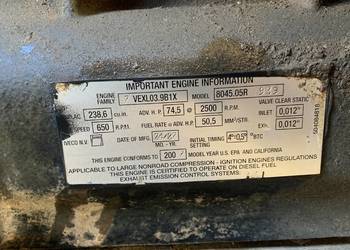 IMPORTANT ENGINE INFORMATION
ENGINE FAMILY VEXL03.9B1X MODEL 8045.05R
DISPLAC. 238,6 cu.in. ADV. H. P. 74,5 @ 2500 R.P.M. VALVE CLEAR STATIC
IDLE SPEED 650 R.P.M. FUEL RATE @ ADV. H.P. 50,5 MM³/STR. INL. 0,012"
EXH. 0,012"
IVECO N.® DATE OF MFG. MO. - YR. INITIAL TIMING 4°±0,5° BTDC
THIS ENGINE CONFORMS TO 200 MODEL YEAR U.S. EPA AND CALIFORNIA
APPLICABLE TO LARGE NONROAD COMPRESSION - IGNITION ENGINES REGULATIONS
THIS ENGINE IS CERTIFIED TO OPERATE ON DIESEL FUEL
EXHAUST EMISSION CONTROL SYSTEMS: